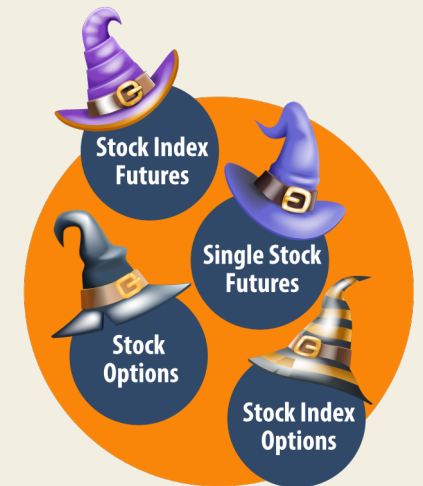 Stock Index
Futures
Single Stock
Futures
Stock
Options
Stock Index
Options